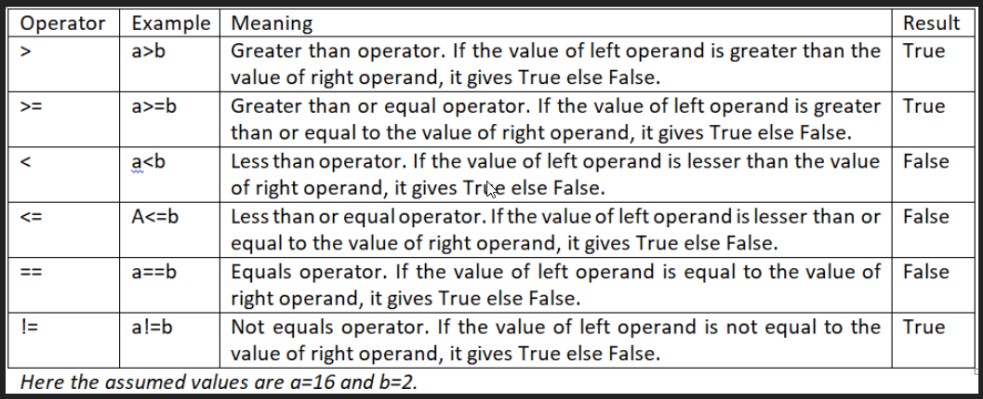 Operator Example Meaning Result
> a>b Greater than operator. If the value of left operand is greater than the True
value of right operand, it gives True else False.
>= a>=b Greater than or equal operator. If the value of left operand is greater True
than or equal to the value of right operand, it gives True else False.
< a<b Less than operator. If the value of left operand is lesser than the value False
of right operand, it gives True else False.
<= A<=b Less than or equal operator. If the value of left operand is lesser than or False
equal to the value of right operand, it gives True else False.
== a==b Equals operator. If the value of left operand is equal to the value of False
right operand, it gives True else False.
!= a!=b Not equals operator. If the value of left operand is not equal to the True
value of right operand, it gives True else False.
Here the assumed values are a=16 and b=2.